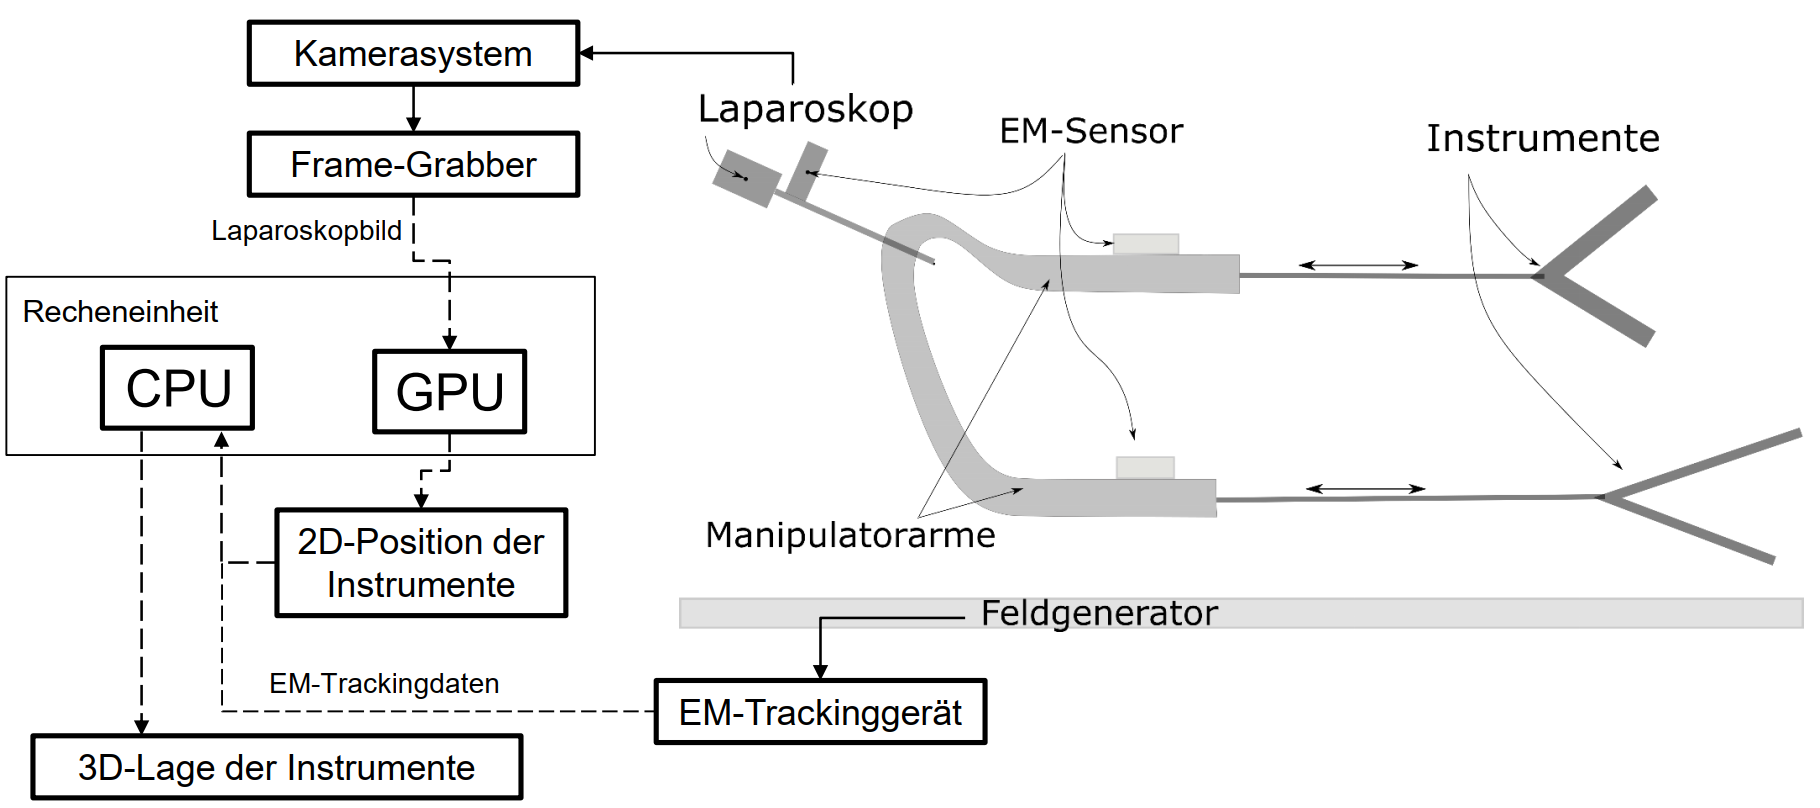 Kamerasystem
Laparoskop
EM-Sensor
Instrumente
Frame-Grabber
Laparoskopbild
Recheneinheit
CPU
GPU
2D-Position der
Instrumente
Manipulatorarme
Feldgenerator
EM-Trackingdaten
EM-Trackinggerät
3D-Lage der Instrumente